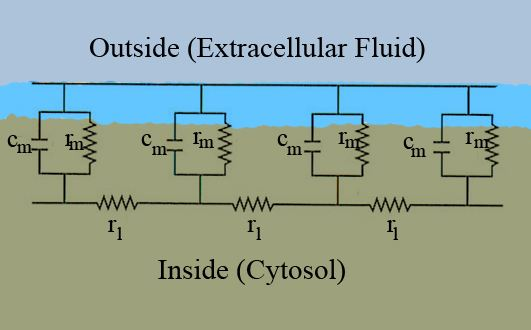 Outside (Extracellular Fluid)
cm rm cm rm cm rm cm rm
rl rl rl
Inside (Cytosol)